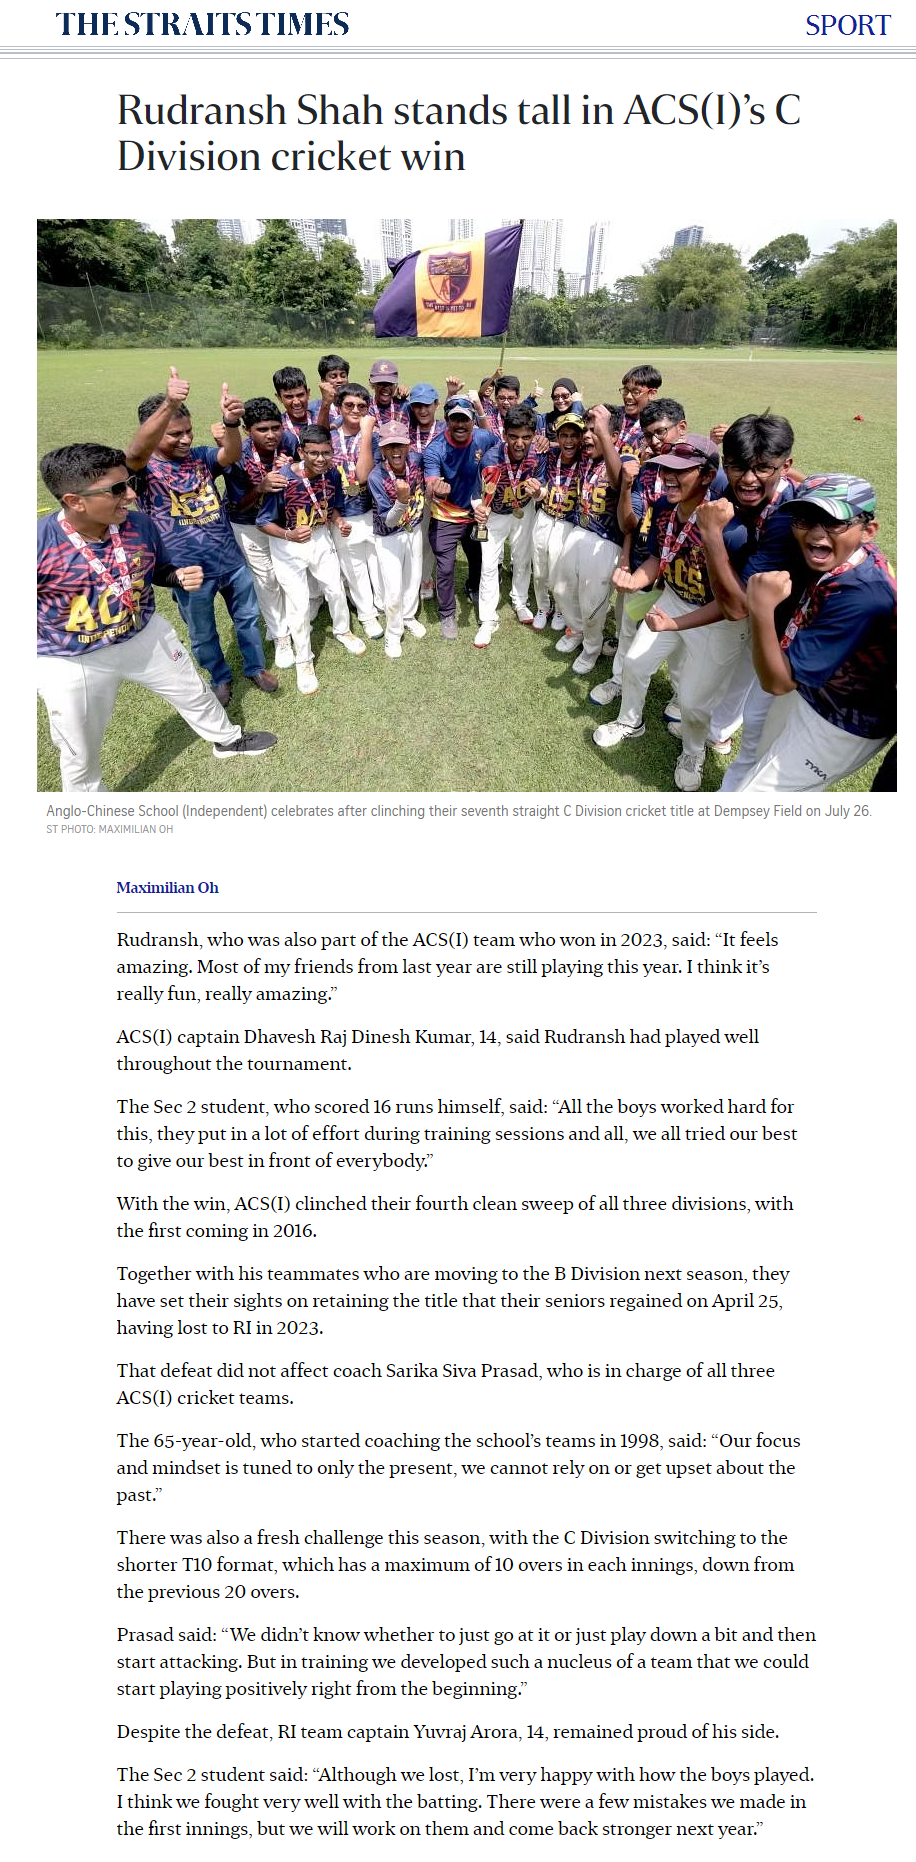 THE STRAITS TIMES
SPORT
Rudransh Shah stands tall in ACS(I)’s C
Division cricket win
ACS
THE BEST IS YET TO BE
ACS
INDEPENDENT
AC
ACS
ACS
INDEPEND
TYKA
Anglo-Chinese School (Independent) celebrates after clinching their seventh straight C Division cricket title at Dempsey Field on July 26.
ST PHOTO: MAXIMILIAN OH
Maximilian Oh
Rudransh, who was also part of the ACS(I) team who won in 2023, said: “It feels
amazing. Most of my friends from last year are still playing this year. I think it’s
really fun, really amazing.”
ACS(I) captain Dhavesh Raj Dinesh Kumar, 14, said Rudransh had played well
throughout the tournament.
The Sec 2 student, who scored 16 runs himself, said: “All the boys worked hard for
this, they put in a lot of effort during training sessions and all, we all tried our best
to give our best in front of everybody.”
With the win, ACS(I) clinched their fourth clean sweep of all three divisions, with
the first coming in 2016.
Together with his teammates who are moving to the B Division next season, they
have set their sights on retaining the title that their seniors regained on April 25,
having lost to RI in 2023.
That defeat did not affect coach Sarika Siva Prasad, who is in charge of all three
ACS(I) cricket teams.
The 65-year-old, who started coaching the school’s teams in 1998, said: “Our focus
and mindset is tuned to only the present, we cannot rely on or get upset about the
past.”
There was also a fresh challenge this season, with the C Division switching to the
shorter T10 format, which has a maximum of 10 overs in each innings, down from
the previous 20 overs.
Prasad said: “We didn’t know whether to just go at it or just play down a bit and then
start attacking. But in training we developed such a nucleus of a team that we could
start playing positively right from the beginning.”
Despite the defeat, RI team captain Yuvraj Arora, 14, remained proud of his side.
The Sec 2 student said: “Although we lost, I’m very happy with how the boys played.
I think we fought very well with the batting. There were a few mistakes we made in
the first innings, but we will work on them and come back stronger next year.”